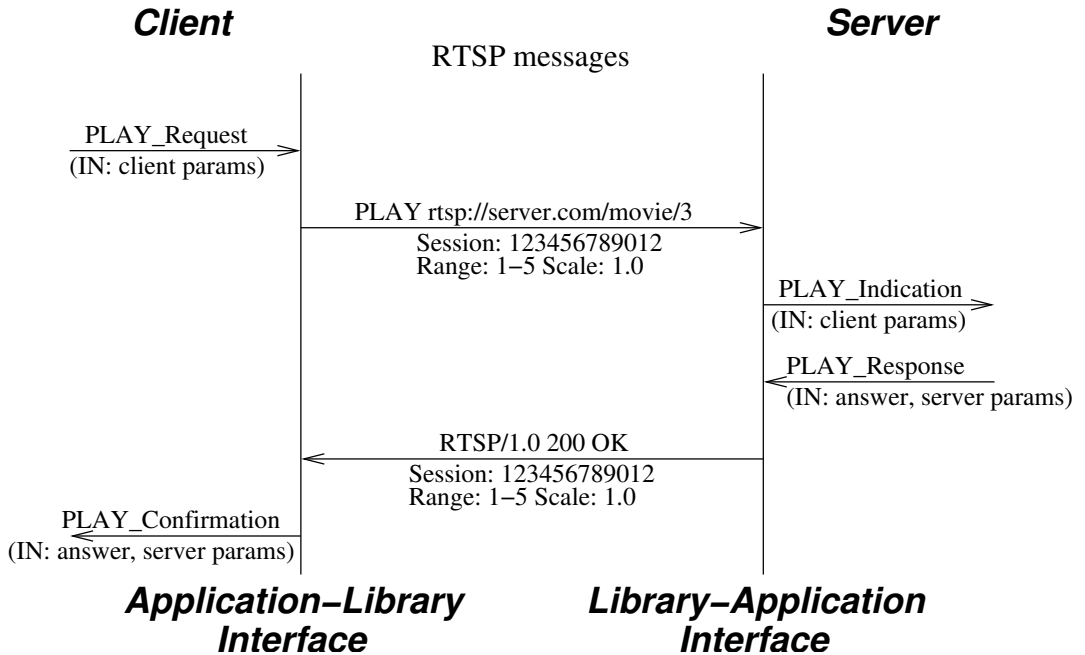 Client
Server
RTSP messages
PLAY_Request
(IN: client params)
PLAY rtsp://server.com/movie/3
Session: 123456789012
Range: 1−5 Scale: 1.0
PLAY_Indication
(IN: client params)
PLAY_Response
(IN: answer, server params)
RTSP/1.0 200 OK
Session: 123456789012
Range: 1−5 Scale: 1.0
PLAY_Confirmation
(IN: answer, server params)
Application−Library
Interface
Library−Application
Interface